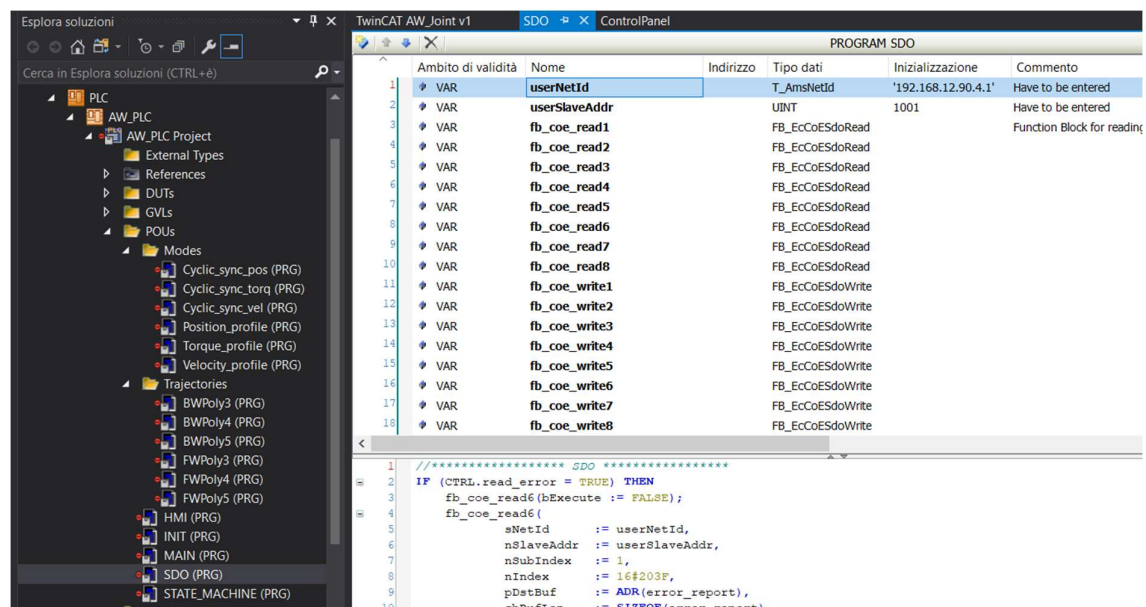 Esplora soluzioni
Cerca in Esplora soluzioni (CTRL+è)
PLC
AW_PLC
AW_PLC Project
External Types
References
DUTs
GVLs
POUs
Modes
Cyclic_sync_pos (PRG)
Cyclic_sync_torq (PRG)
Cyclic_sync_vel (PRG)
Position_profile (PRG)
Torque_profile (PRG)
Velocity_profile (PRG)
Trajectories
BWPoly3 (PRG)
BWPoly4 (PRG)
BWPoly5 (PRG)
FWPoly3 (PRG)
FWPoly4 (PRG)
FWPoly5 (PRG)
HMI (PRG)
INIT (PRG)
MAIN (PRG)
SDO (PRG)
STATE_MACHINE (PRG)
TwinCAT AW_Joint v1 SDO ControlPanel
PROGRAM SDO
Ambito di validità Nome Indirizzo Tipo dati Inizializzazione Commento
1 VAR userNetId T_AmsNetId '192.168.12.90.4.1' Have to be entered
2 VAR userSlaveAddr UINT 1001 Have to be entered
3 VAR fb_coe_read1 FB_EcCoESdoRead Function Block for reading
4 VAR fb_coe_read2 FB_EcCoESdoRead
5 VAR fb_coe_read3 FB_EcCoESdoRead
6 VAR fb_coe_read4 FB_EcCoESdoRead
7 VAR fb_coe_read5 FB_EcCoESdoRead
8 VAR fb_coe_read6 FB_EcCoESdoRead
9 VAR fb_coe_read7 FB_EcCoESdoRead
10 VAR fb_coe_read8 FB_EcCoESdoRead
11 VAR fb_coe_write1 FB_EcCoESdoWrite
12 VAR fb_coe_write2 FB_EcCoESdoWrite
13 VAR fb_coe_write3 FB_EcCoESdoWrite
14 VAR fb_coe_write4 FB_EcCoESdoWrite
15 VAR fb_coe_write5 FB_EcCoESdoWrite
16 VAR fb_coe_write6 FB_EcCoESdoWrite
17 VAR fb_coe_write7 FB_EcCoESdoWrite
18 VAR fb_coe_write8 FB_EcCoESdoWrite
1 //****************** SDO *****************
2 IF (CTRL.read_error = TRUE) THEN
3 fb_coe_read6(bExecute := FALSE);
4 fb_coe_read6(
5 sNetId := userNetId,
6 nSlaveAddr := userSlaveAddr,
7 nSubIndex := 1,
8 nIndex := 16#203F,
9 pDstBuf := ADR(error_report),
10 cbBufLen := SIZEOF(error_report),